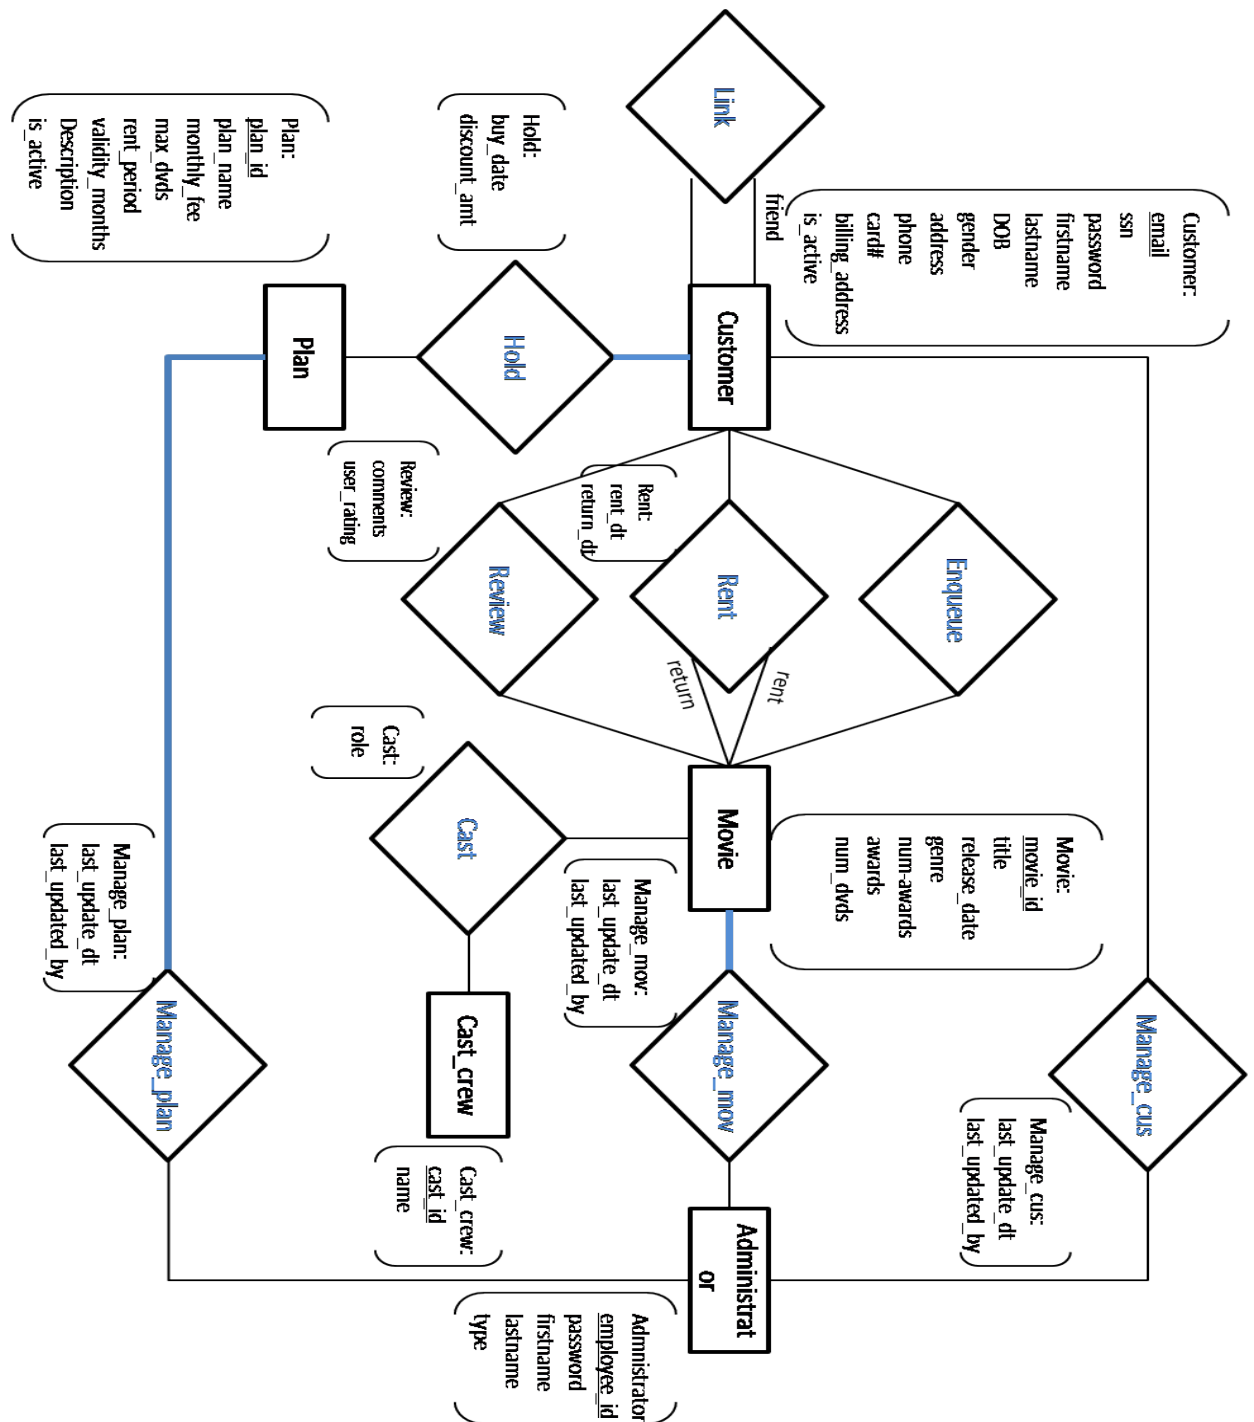 Customer:
email
ssn
password
firstname
lastname
DOB
gender
address
phone
card#
billing_address
is_active
Manage_cus
Manage_cus:
last_update_dt
last_updated_by
Movie:
movie_id
title
release_date
genre
num-awards
awards
num_dvds
Enqueue
Link
friend
Customer
Rent
rent
return
Movie
Manage_mov
Administrat
or
Rent:
rent_dt
return_dt
Manage_mov:
last_update_dt
last_updated_by
Admnistrator
employee_id
password
firstname
lastname
type
Hold:
buy_date
discount_amt
Hold
Review
Cast
Cast_crew
Review:
comments
user_rating
Cast:
role
Cast_crew:
cast_id
name
Plan
Plan:
plan_id
plan_name
monthly_fee
max_dvds
rent_period
validity_months
Description
is_active
Manage_plan
Manage_plan:
last_update_dt
last_updated_by